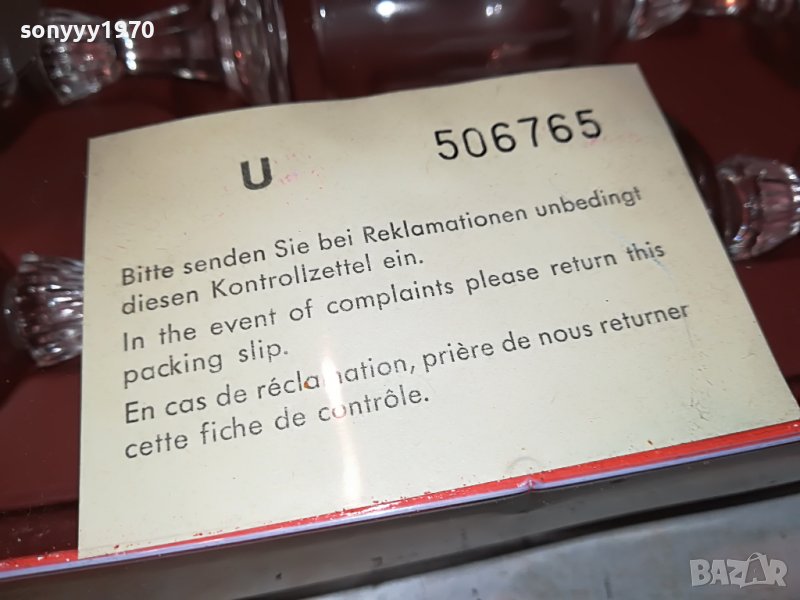 sonyyy1970
U 506765
Bitte senden Sie bei Reklamationen unbedingt
diesen Kontrollzettel ein.
In the event of complaints please return this
packing slip.
En cas de réclamation, prière de nous returner
cette fiche de contrôle.
BAZAR